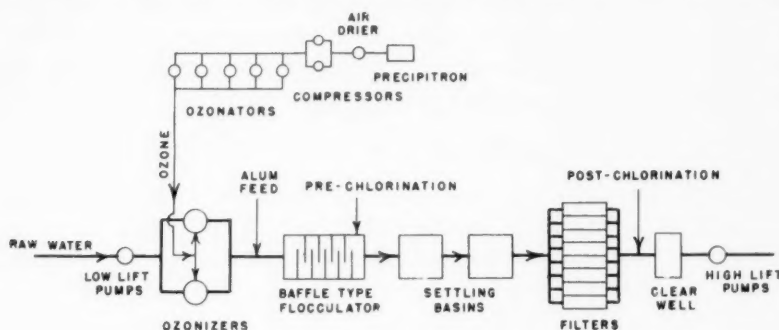 AIR
DRIER
PRECIPITRON
COMPRESSORS
OZONATORS
OZONE
ALUM
FEED
PRE-CHLORINATION
POST-CHLORINATION
RAW WATER
LOW LIFT
PUMPS
OZONIZERS
BAFFLE TYPE
FLOCCULATOR
SETTLING
BASINS
FILTERS
CLEAR
WELL
HIGH LIFT
PUMPS